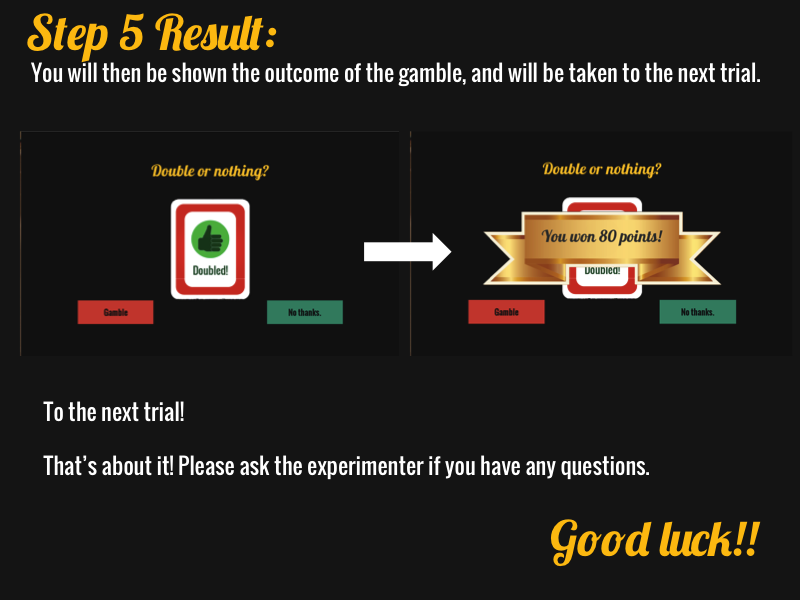 Step 5 Result:
You will then be shown the outcome of the gamble, and will be taken to the next trial.
Double or nothing?
Doubled!
Gamble
No thanks.
Double or nothing?
You won 80 points!
Doubled!
Gamble
No thanks.
To the next trial!
That's about it! Please ask the experimenter if you have any questions.
Good luck!!